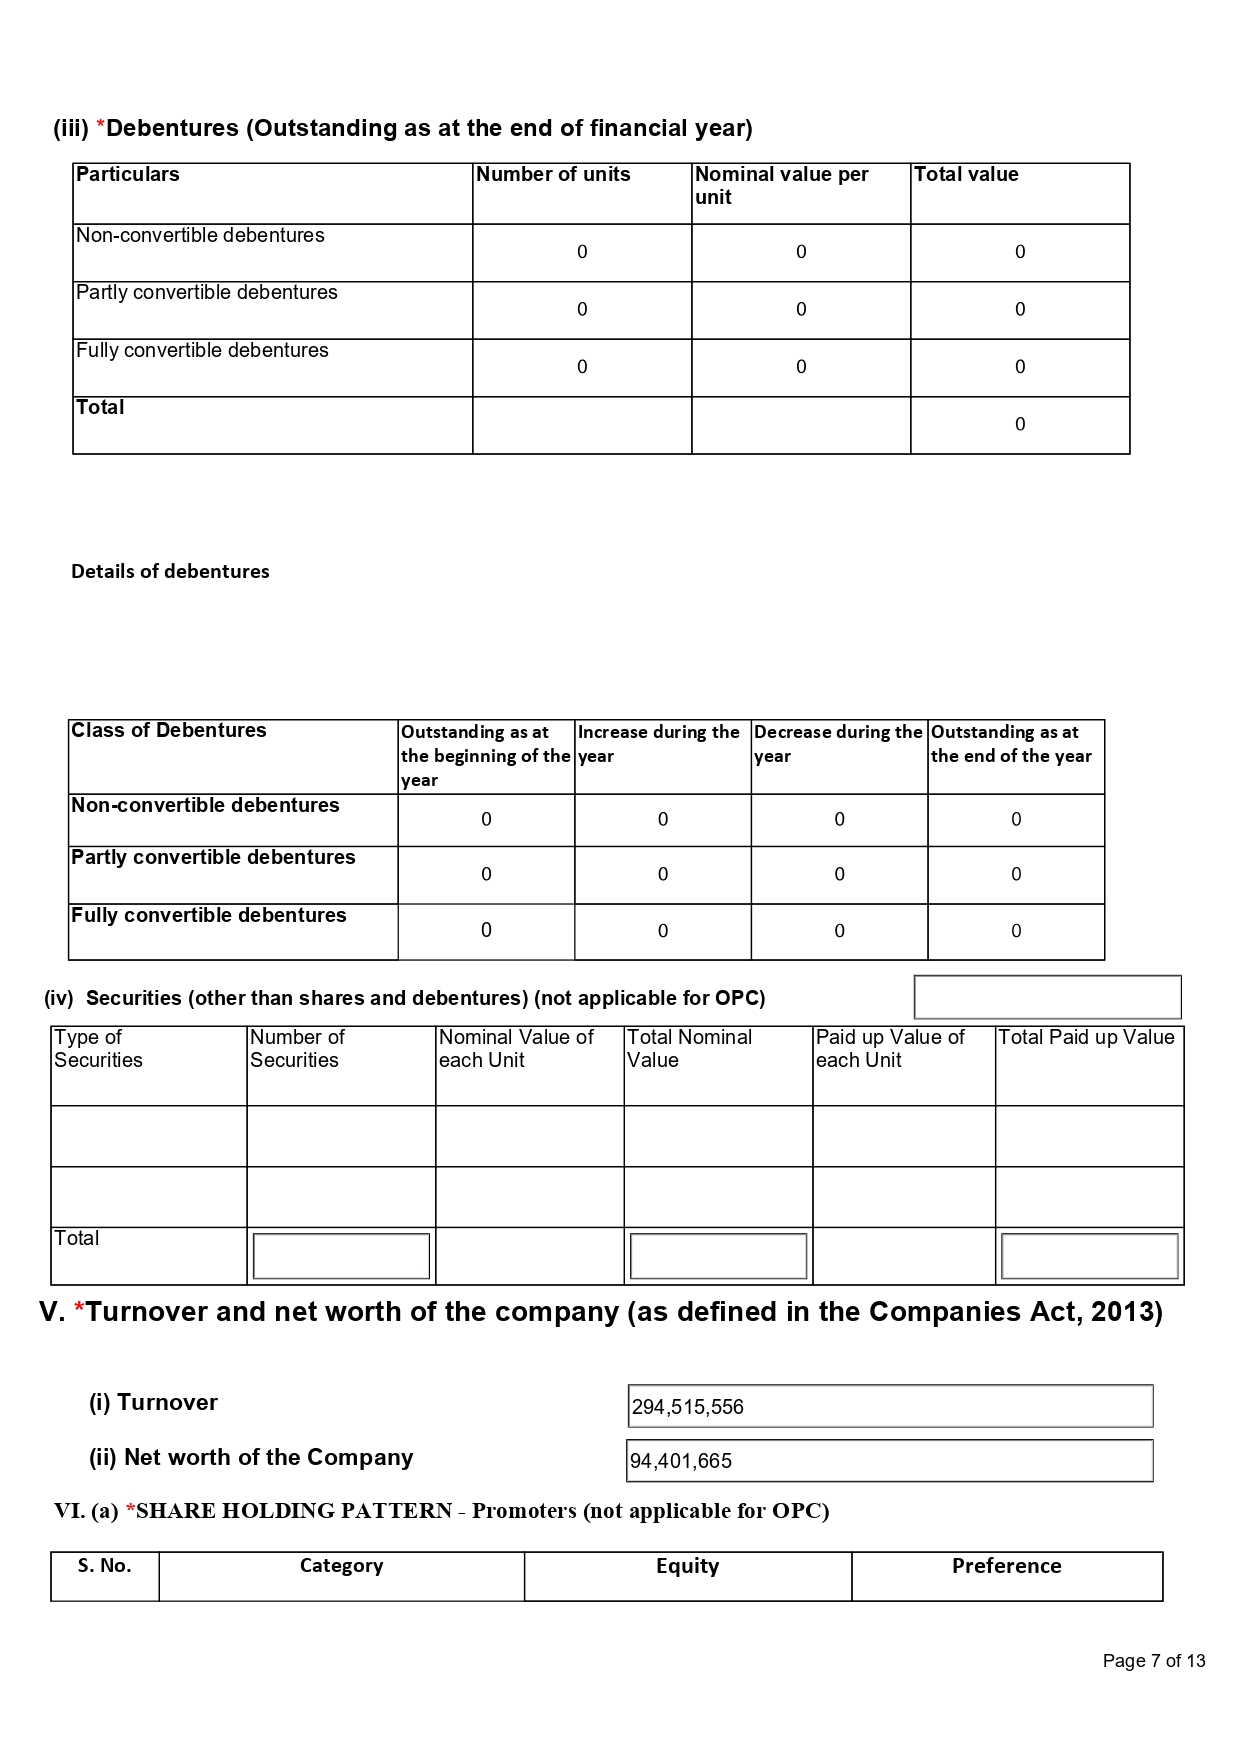 (iii) *Debentures (Outstanding as at the end of financial year)
Particulars Number of units Nominal value per unit Total value
Non-convertible debentures 0 0 0
Partly convertible debentures 0 0 0
Fully convertible debentures 0 0 0
Total 0
Details of debentures
Class of Debentures Outstanding as at the beginning of the year Increase during the year Decrease during the year Outstanding as at the end of the year
Non-convertible debentures 0 0 0 0
Partly convertible debentures 0 0 0 0
Fully convertible debentures 0 0 0 0
(iv) Securities (other than shares and debentures) (not applicable for OPC)
Type of Securities Number of Securities Nominal Value of each Unit Total Nominal Value Paid up Value of each Unit Total Paid up Value
Total
V. *Turnover and net worth of the company (as defined in the Companies Act, 2013)
(i) Turnover 294,515,556
(ii) Net worth of the Company 94,401,665
VI. (a) *SHARE HOLDING PATTERN - Promoters (not applicable for OPC)
S. No. Category Equity Preference
Page 7 of 13